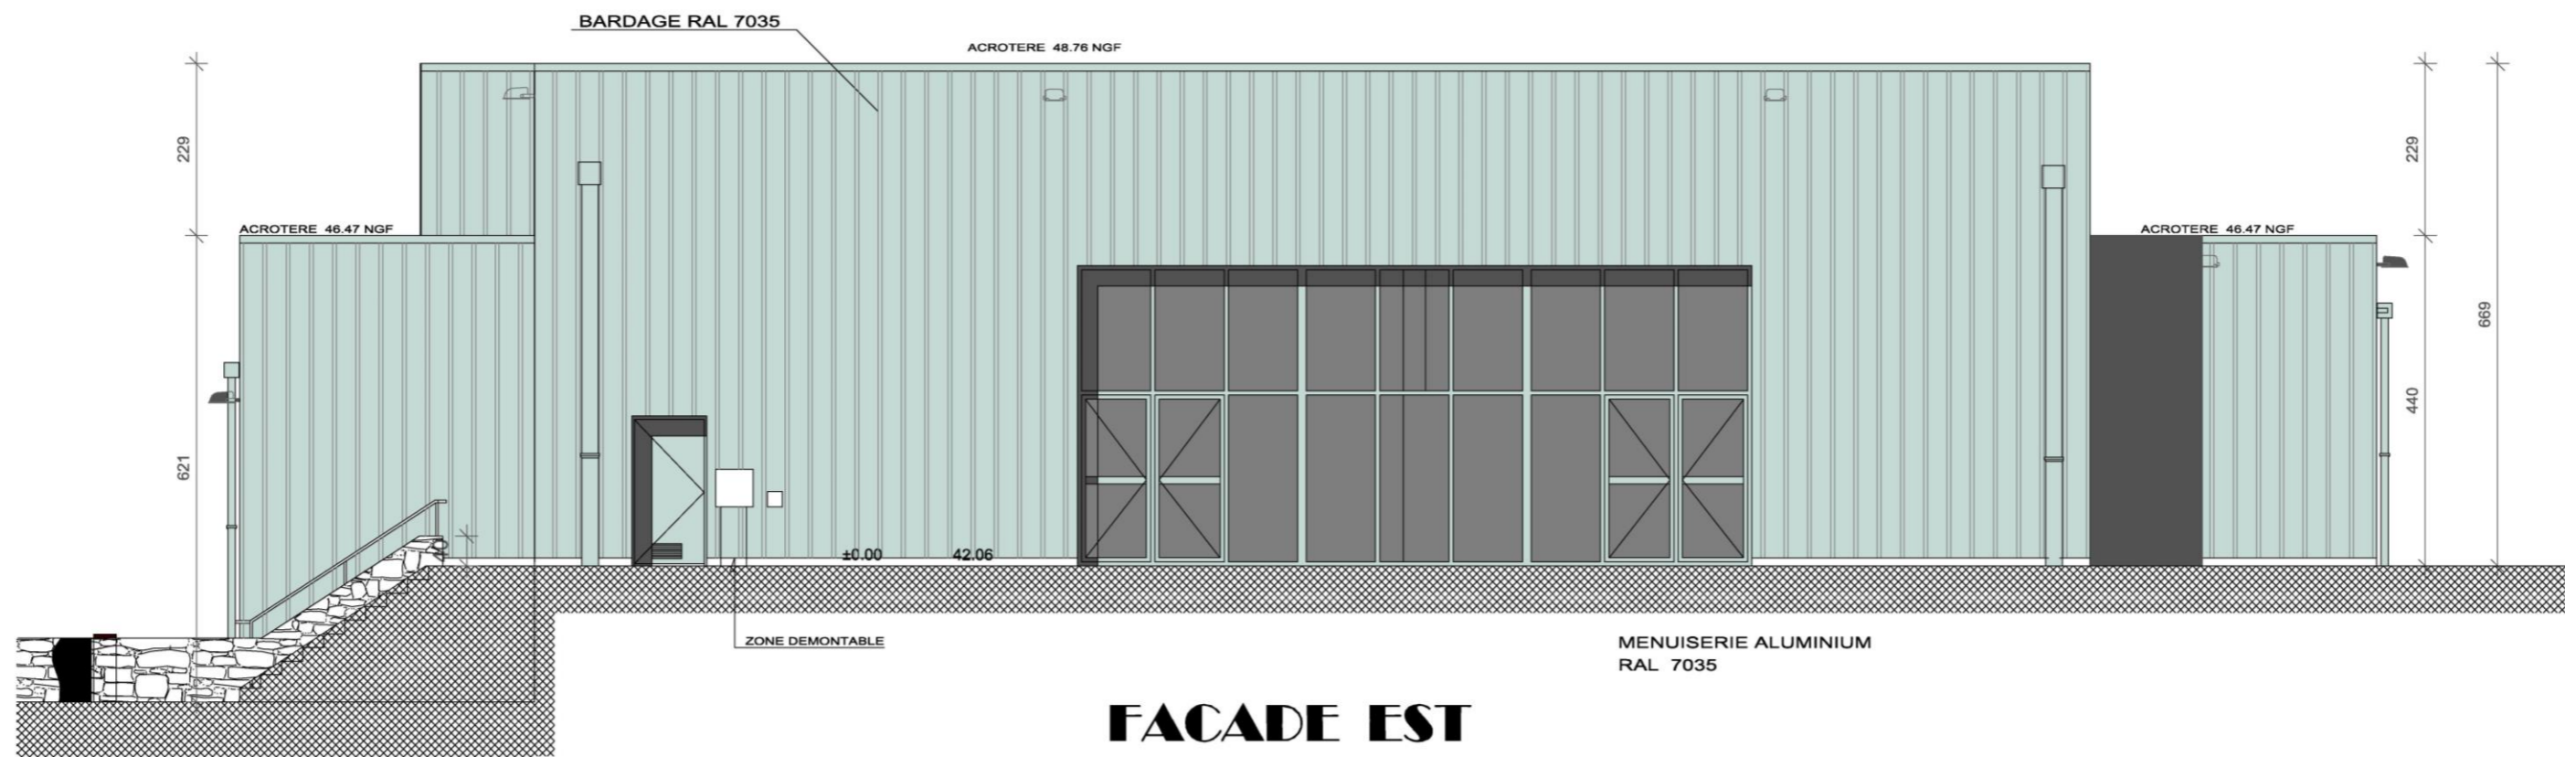 BARDAGE RAL 7035
ACROTERE 48.76 NGF
229
229
669
ACROTERE 46.47 NGF
ACROTERE 46.47 NGF
440
621
±0.00 42.06
ZONE DEMONTABLE
MENUISERIE ALUMINIUM
RAL 7035
FACADE EST